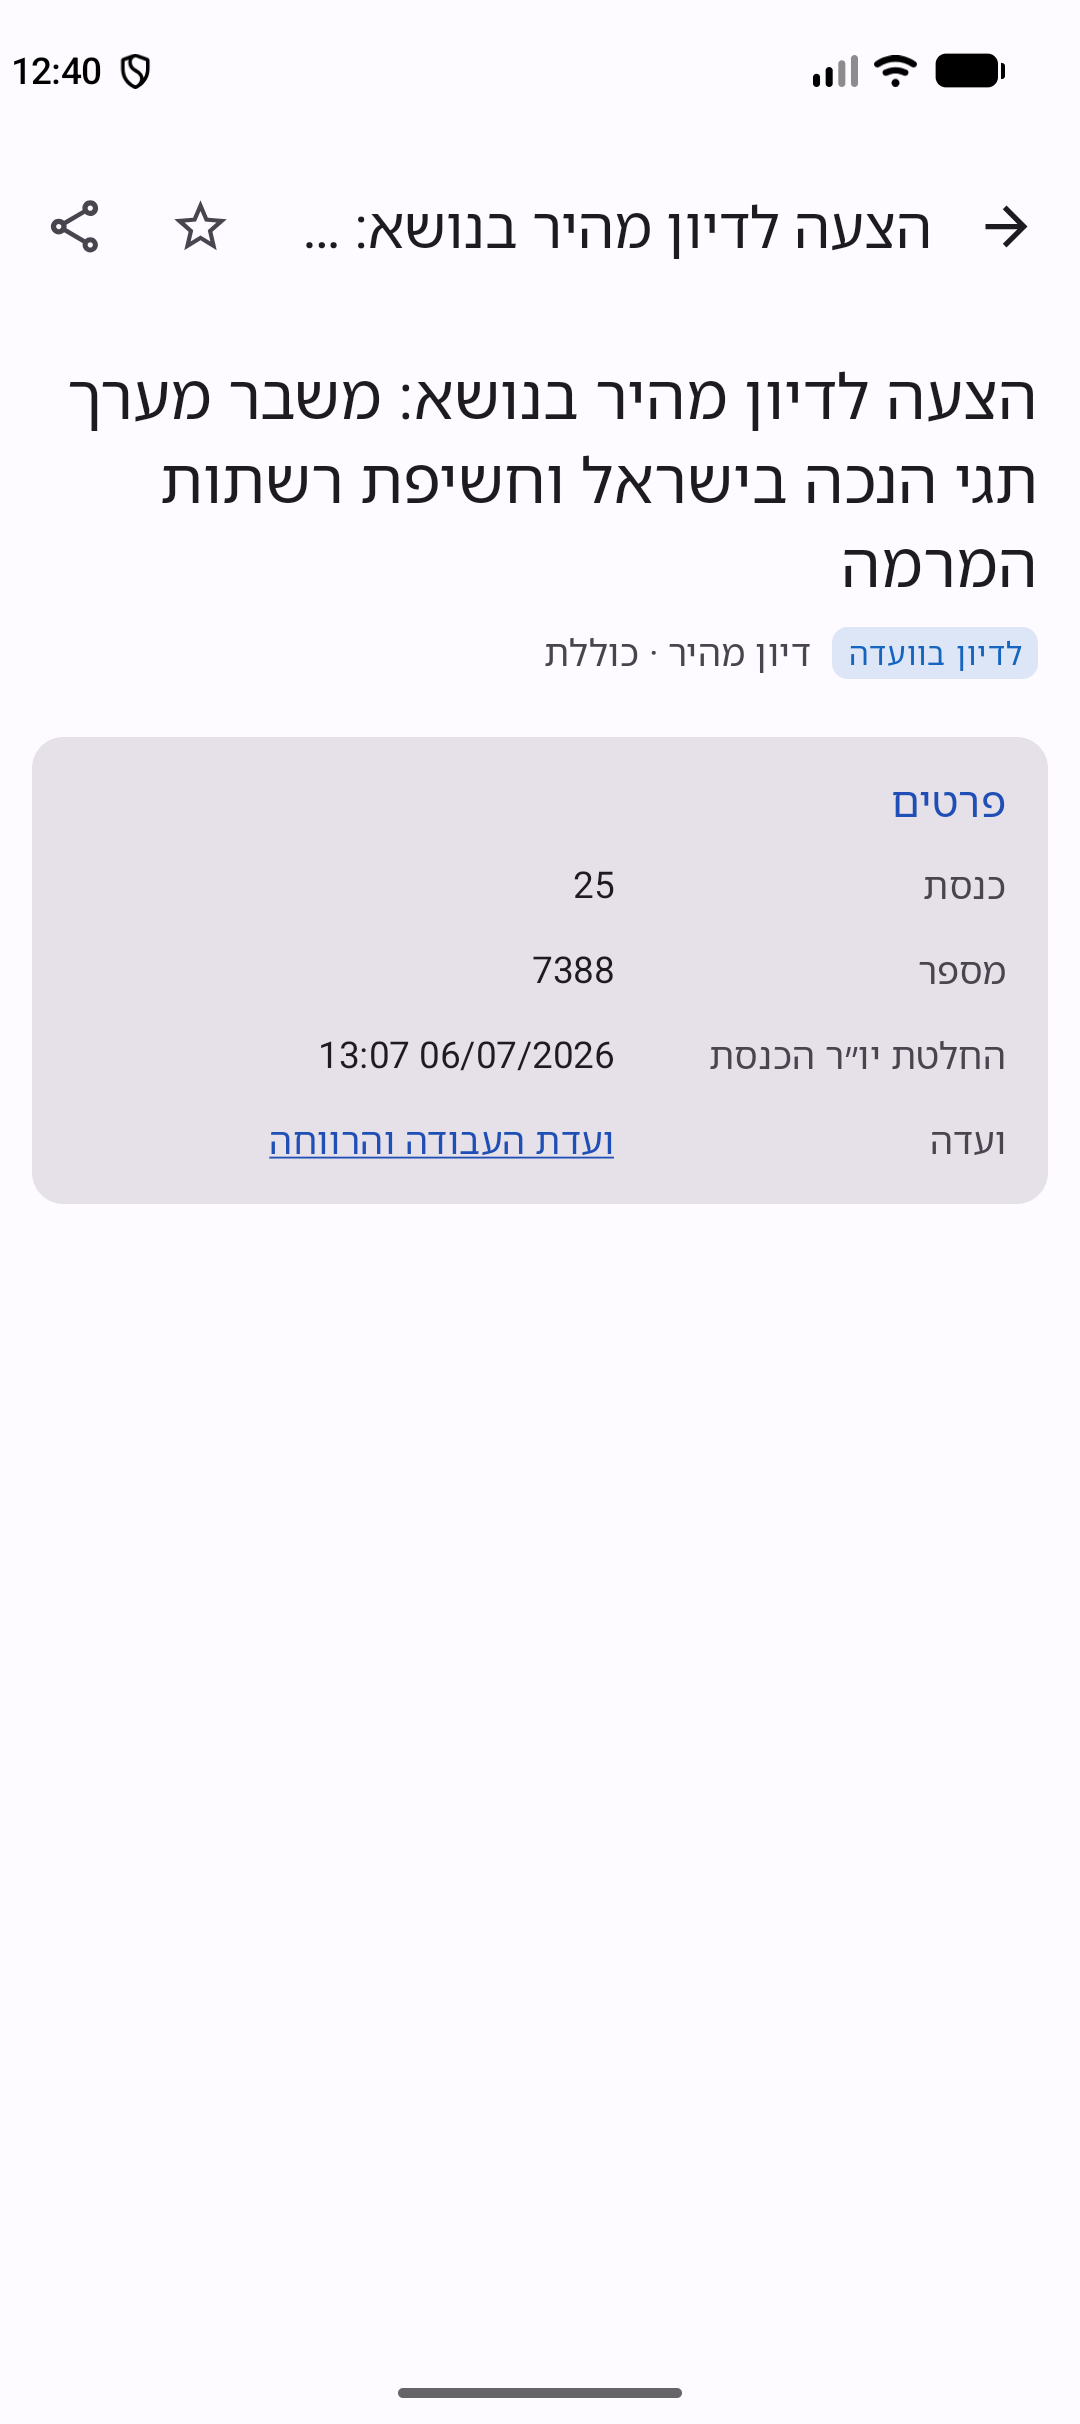 12:40
הצעה לדיון מהיר בנושא: ...
הצעה לדיון מהיר בנושא: משבר מערך
תגי הנכה בישראל וחשיפת רשתות
המרמה
לדיון בוועדה דיון מהיר · כוללת
פרטים
כנסת 25
מספר 7388
החלטת יו״ר הכנסת 06/07/2026 13:07
ועדה ועדת העבודה והרווחה